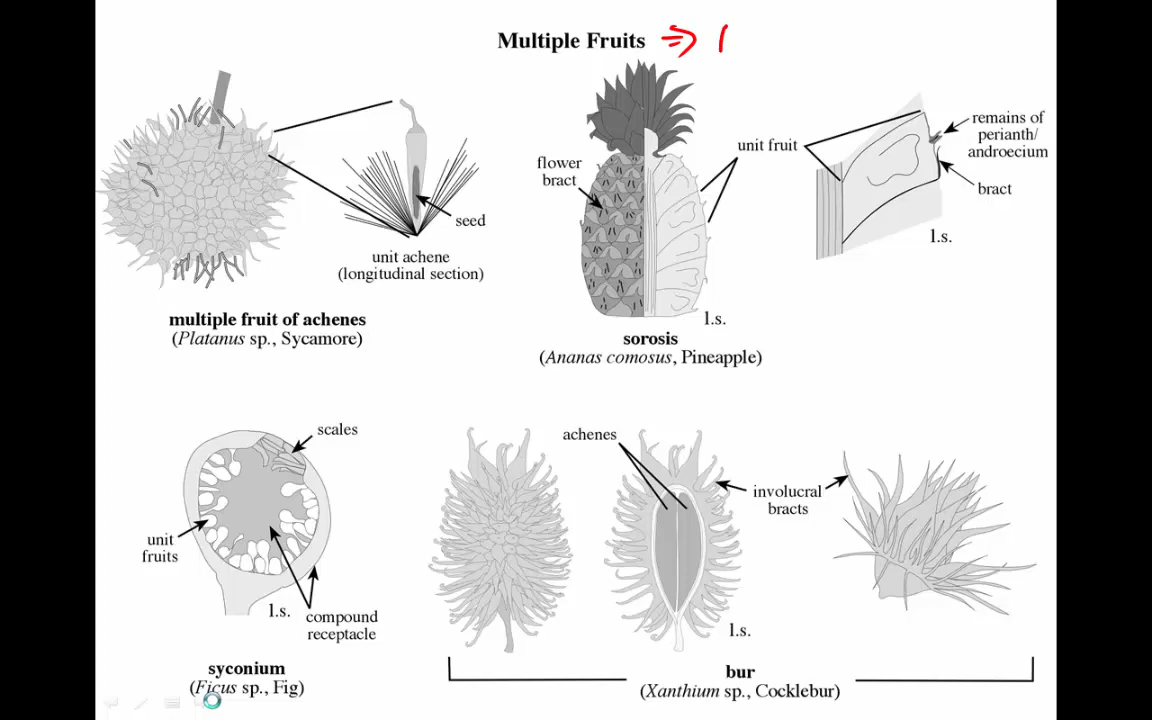 Multiple Fruits ⇒ 1
seed
unit achene
(longitudinal section)
multiple fruit of achenes
(Platanus sp., Sycamore)
flower
bract
unit fruit
l.s.
sorosis
(Ananas comosus, Pineapple)
remains of
perianth/
androecium
bract
l.s.
scales
unit
fruits
l.s.
compound
receptacle
syconium
(Ficus sp., Fig)
achenes
involucral
bracts
l.s.
bur
(Xanthium sp., Cocklebur)